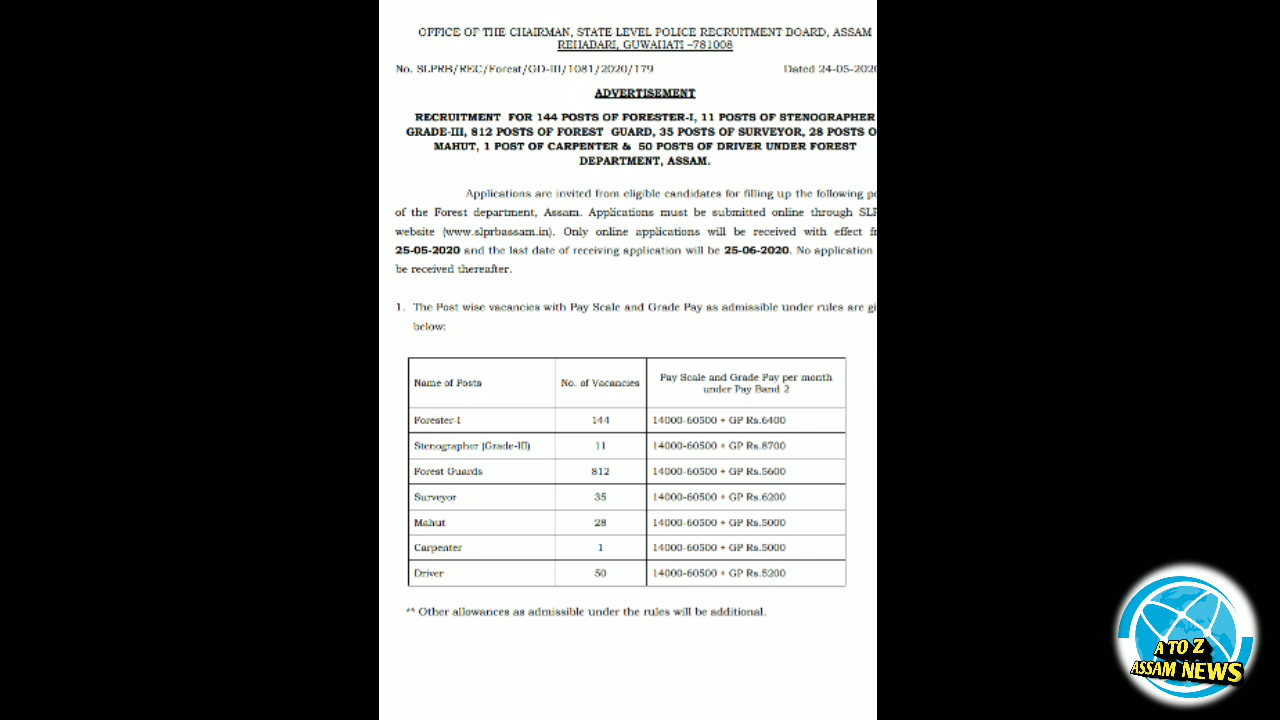 OFFICE OF THE CHAIRMAN, STATE LEVEL POLICE RECRUITMENT BOARD, ASSAM
REHABARI, GUWAHATI –781008
No. SLPRB/REC/Forest/GD-III/1081/2020/179 Dated 24-05-2020
ADVERTISEMENT
RECRUITMENT FOR 144 POSTS OF FORESTER-I, 11 POSTS OF STENOGRAPHER
GRADE-III, 812 POSTS OF FOREST GUARD, 35 POSTS OF SURVEYOR, 28 POSTS O
MAHUT, 1 POST OF CARPENTER & 50 POSTS OF DRIVER UNDER FOREST
DEPARTMENT, ASSAM.
Applications are invited from eligible candidates for filling up the following po
of the Forest department, Assam. Applications must be submitted online through SLP
website (www.slprbassam.in). Only online applications will be received with effect fr
25-05-2020 and the last date of receiving application will be 25-06-2020. No application
be received thereafter.
1. The Post wise vacancies with Pay Scale and Grade Pay as admissible under rules are gi
below:
Name of Posts No. of Vacancies Pay Scale and Grade Pay per month
under Pay Band 2
Forester-I 144 14000-60500 + GP Rs.6400
Stenographer (Grade-III) 11 14000-60500 + GP Rs.8700
Forest Guards 812 14000-60500 + GP Rs.5600
Surveyor 35 14000-60500 + GP Rs.6200
Mahut 28 14000-60500 + GP Rs.5000
Carpenter 1 14000-60500 + GP Rs.5000
Driver 50 14000-60500 + GP Rs.5200
** Other allowances as admissible under the rules will be additional.
A TO Z
ASSAM NEWS